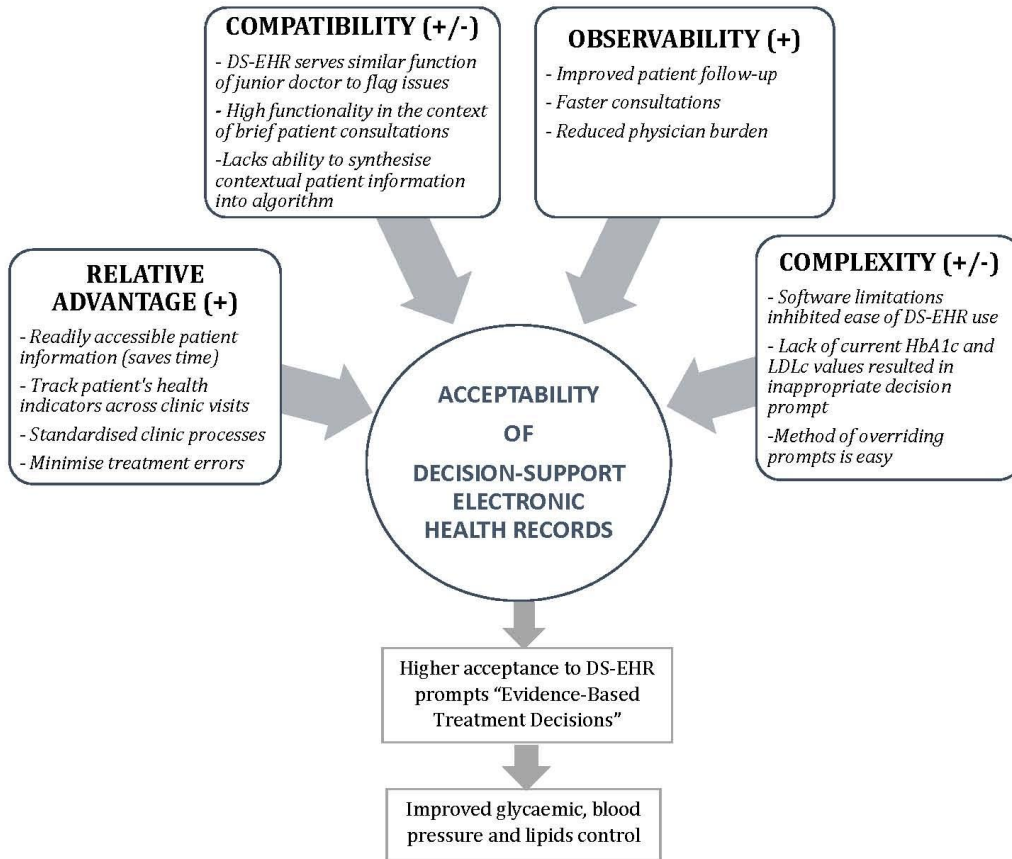 COMPATIBILITY (+/-)
- DS-EHR serves similar function
of junior doctor to flag issues
- High functionality in the context
of brief patient consultations
-Lacks ability to synthesise
contextual patient information
into algorithm
OBSERVABILITY (+)
- Improved patient follow-up
- Faster consultations
- Reduced physician burden
RELATIVE
ADVANTAGE (+)
- Readily accessible patient
information (saves time)
- Track patient's health
indicators across clinic visits
- Standardised clinic processes
- Minimise treatment errors
COMPLEXITY (+/-)
- Software limitations
inhibited ease of DS-EHR use
- Lack of current HbA1c and
LDLc values resulted in
inappropriate decision
prompt
-Method of overriding
prompts is easy
ACCEPTABILITY
OF
DECISION-SUPPORT
ELECTRONIC
HEALTH RECORDS
Higher acceptance to DS-EHR
prompts “Evidence-Based
Treatment Decisions”
Improved glycaemic, blood
pressure and lipids control